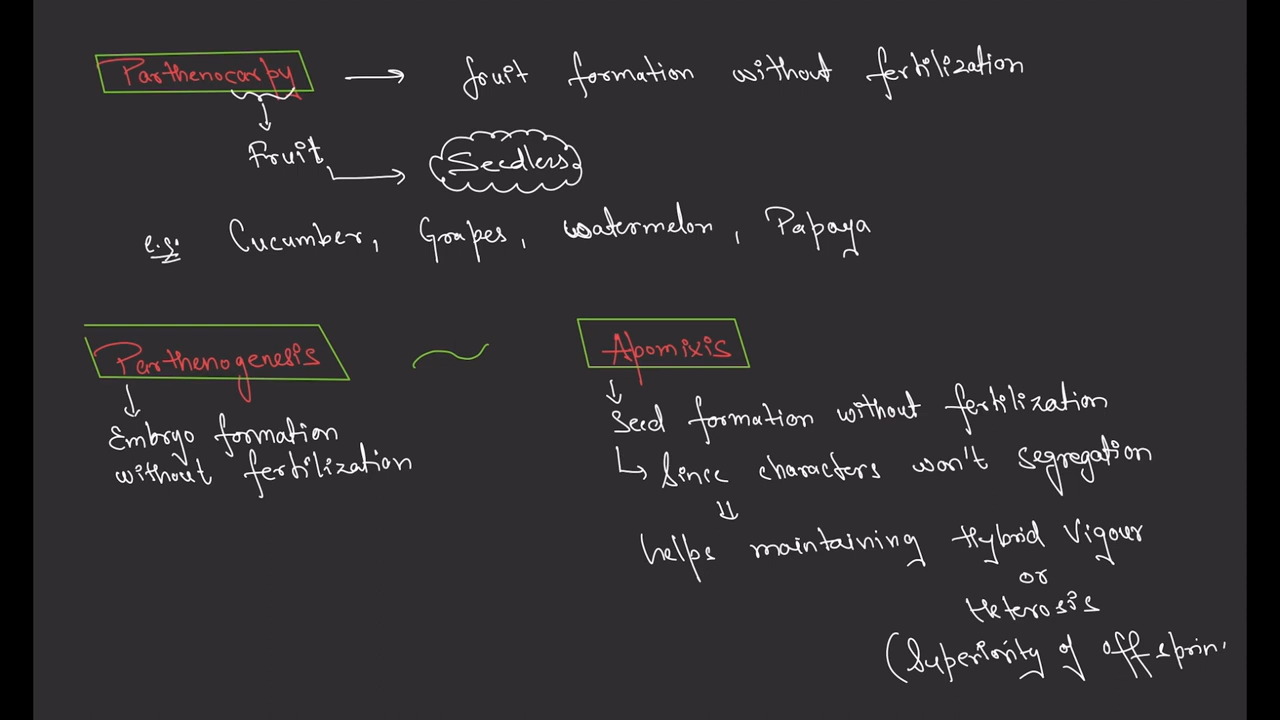 Parthenocarpy → fruit formation without fertilization
↓
Fruit → Seedless
e.g. Cucumber, Grapes, watermelon, Papaya
Parthenogenesis ~ Apomixis
↓
Embryo formation
without fertilization
↓
Seed formation without fertilization
↳ Since characters won't segregation
⇓
helps maintaining Hybrid Vigour
or
Heterosis
(Superiority of offsprin